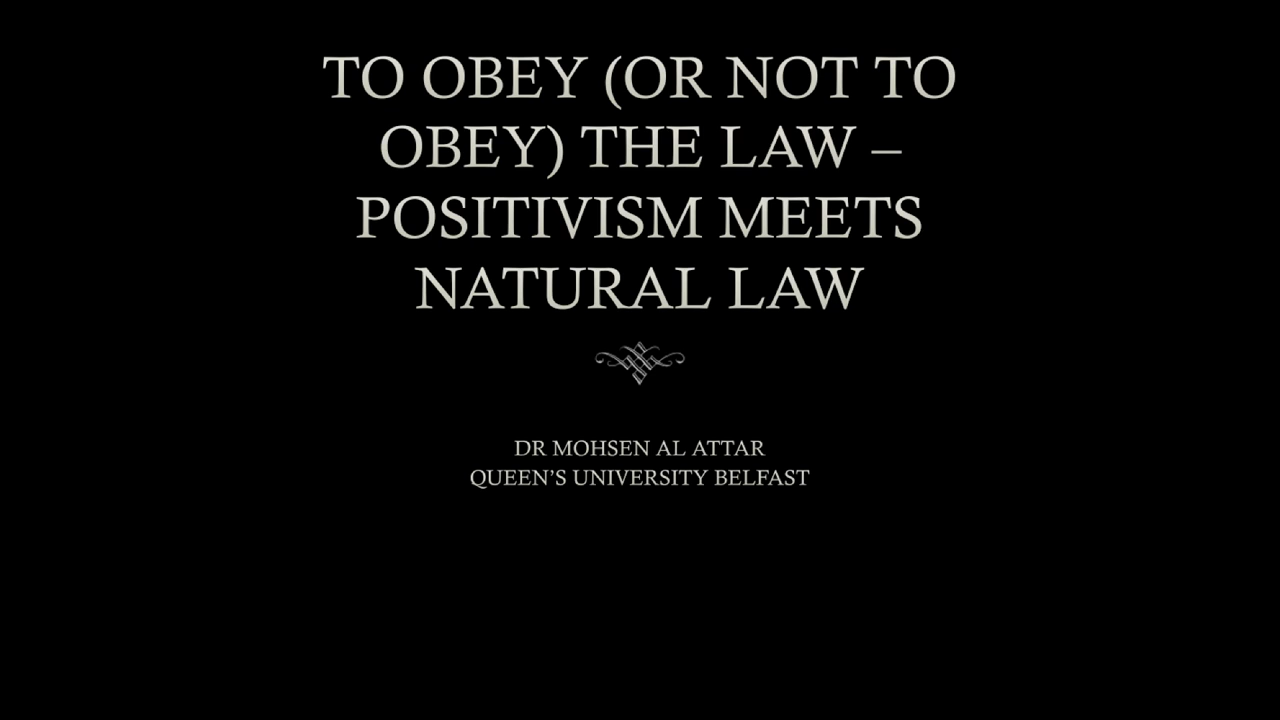 TO OBEY (OR NOT TO
OBEY) THE LAW –
POSITIVISM MEETS
NATURAL LAW
DR MOHSEN AL ATTAR
QUEEN’S UNIVERSITY BELFAST